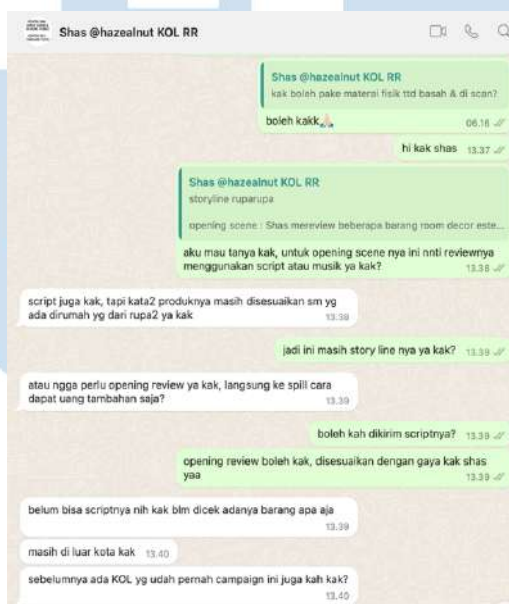 Shas @hazealnut KOL RR
Shas @hazealnut KOL RR
kak boleh pake materai fisik ttd basah & di scan?
boleh kakk🙏🏻
06.16
hi kak shas 13.37
Shas @hazealnut KOL RR
storyline ruparupa
opening scene : Shas mereview beberapa barang room decor este...
aku mau tanya kak, untuk opening scene nya ini nnti reviewnya
menggunakan script atau musik ya kak?
13.38
script juga kak, tapi kata2 produknya masih disesuaikan sm yg
ada dirumah yg dari rupa2 ya kak
13.39
jadi ini masih story line nya ya kak? 13.39
atau ngga perlu opening review ya kak, langsung ke spill cara
dapat uang tambahan saja?
13.39
boleh kah dikirim scriptnya? 13.39
opening review boleh kak, disesuaikan dengan gaya kak shas
yaa
13.39
belum bisa scriptnya nih kak blm dicek adanya barang apa aja
13.39
masih di luar kota kak 13.40
sebelumnya ada KOL yg udah pernah campaign ini juga kah kak?
13.40